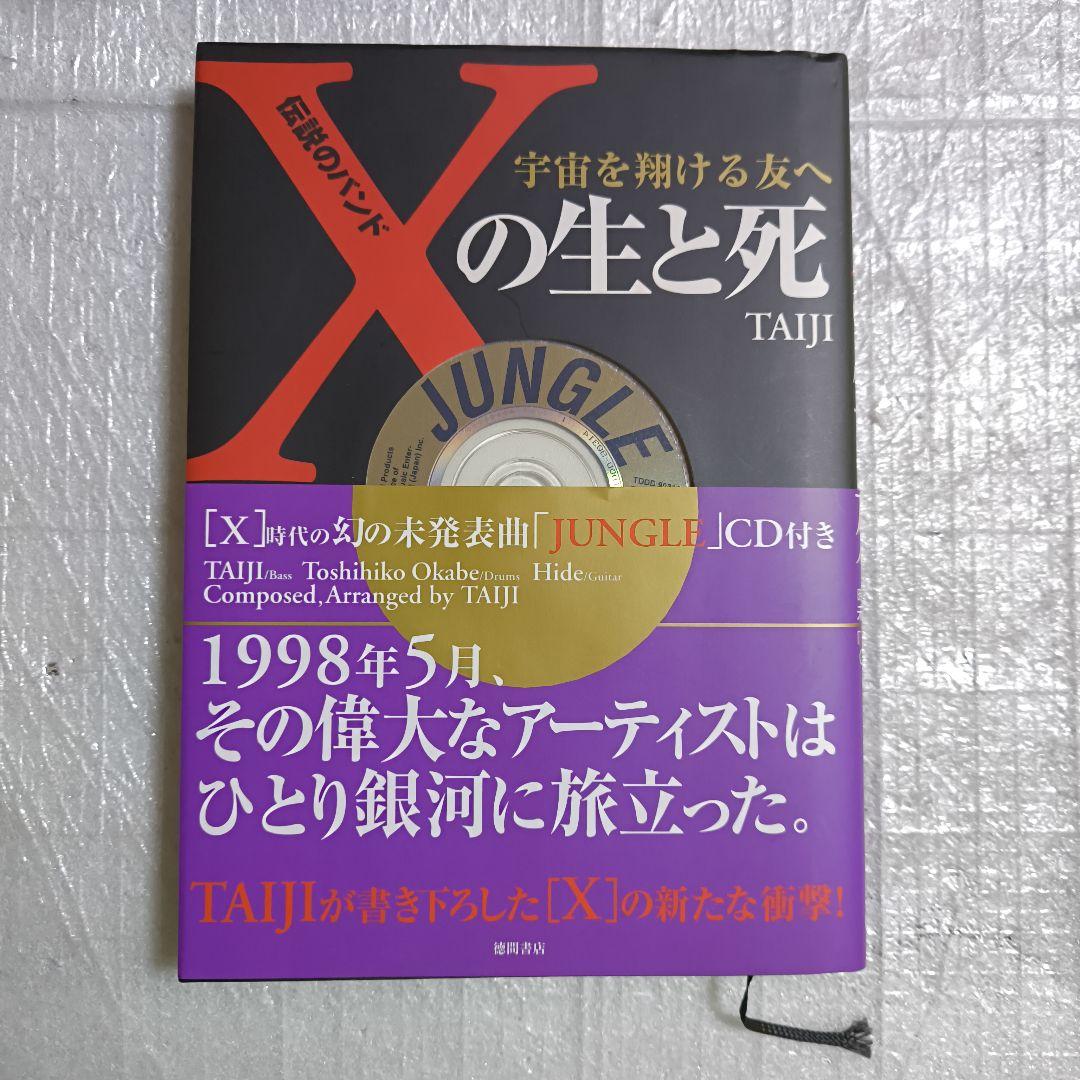 伝説のバンド
宇宙を翔ける友へ
Xの生と死
TAIJI
JUNGLE
[X]時代の幻の未発表曲「JUNGLE」CD付き
TAIJI/Bass Toshihiko Okabe/Drums Hide/Guitar
Composed, Arranged by TAIJI
1998年5月、
その偉大なアーティストは
ひとり銀河に旅立った。
TAIJIが書き下ろした[X]の新たな衝撃!
徳間書店